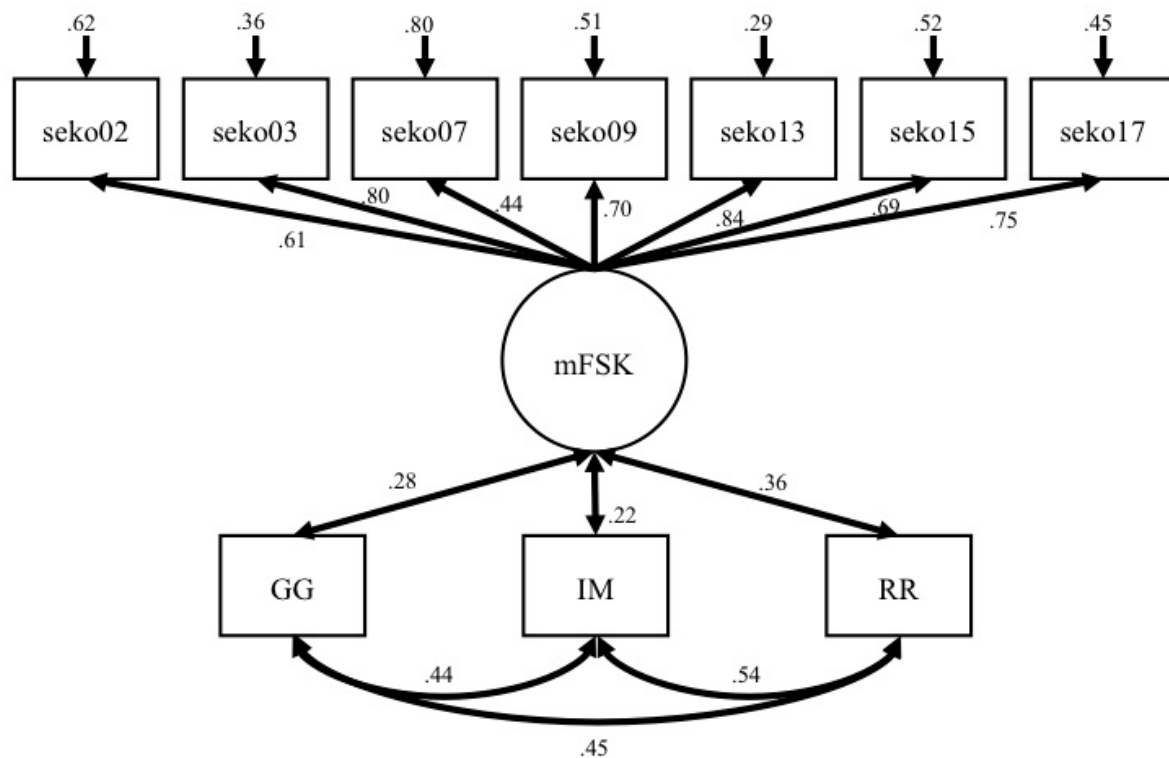 .62 .36 .80 .51 .29 .52 .45
seko02 seko03 seko07 seko09 seko13 seko15 seko17
.61 .80 .44 .70 .84 .69 .75
mFSK
.28 .22 .36
GG IM RR
.44 .54
.45